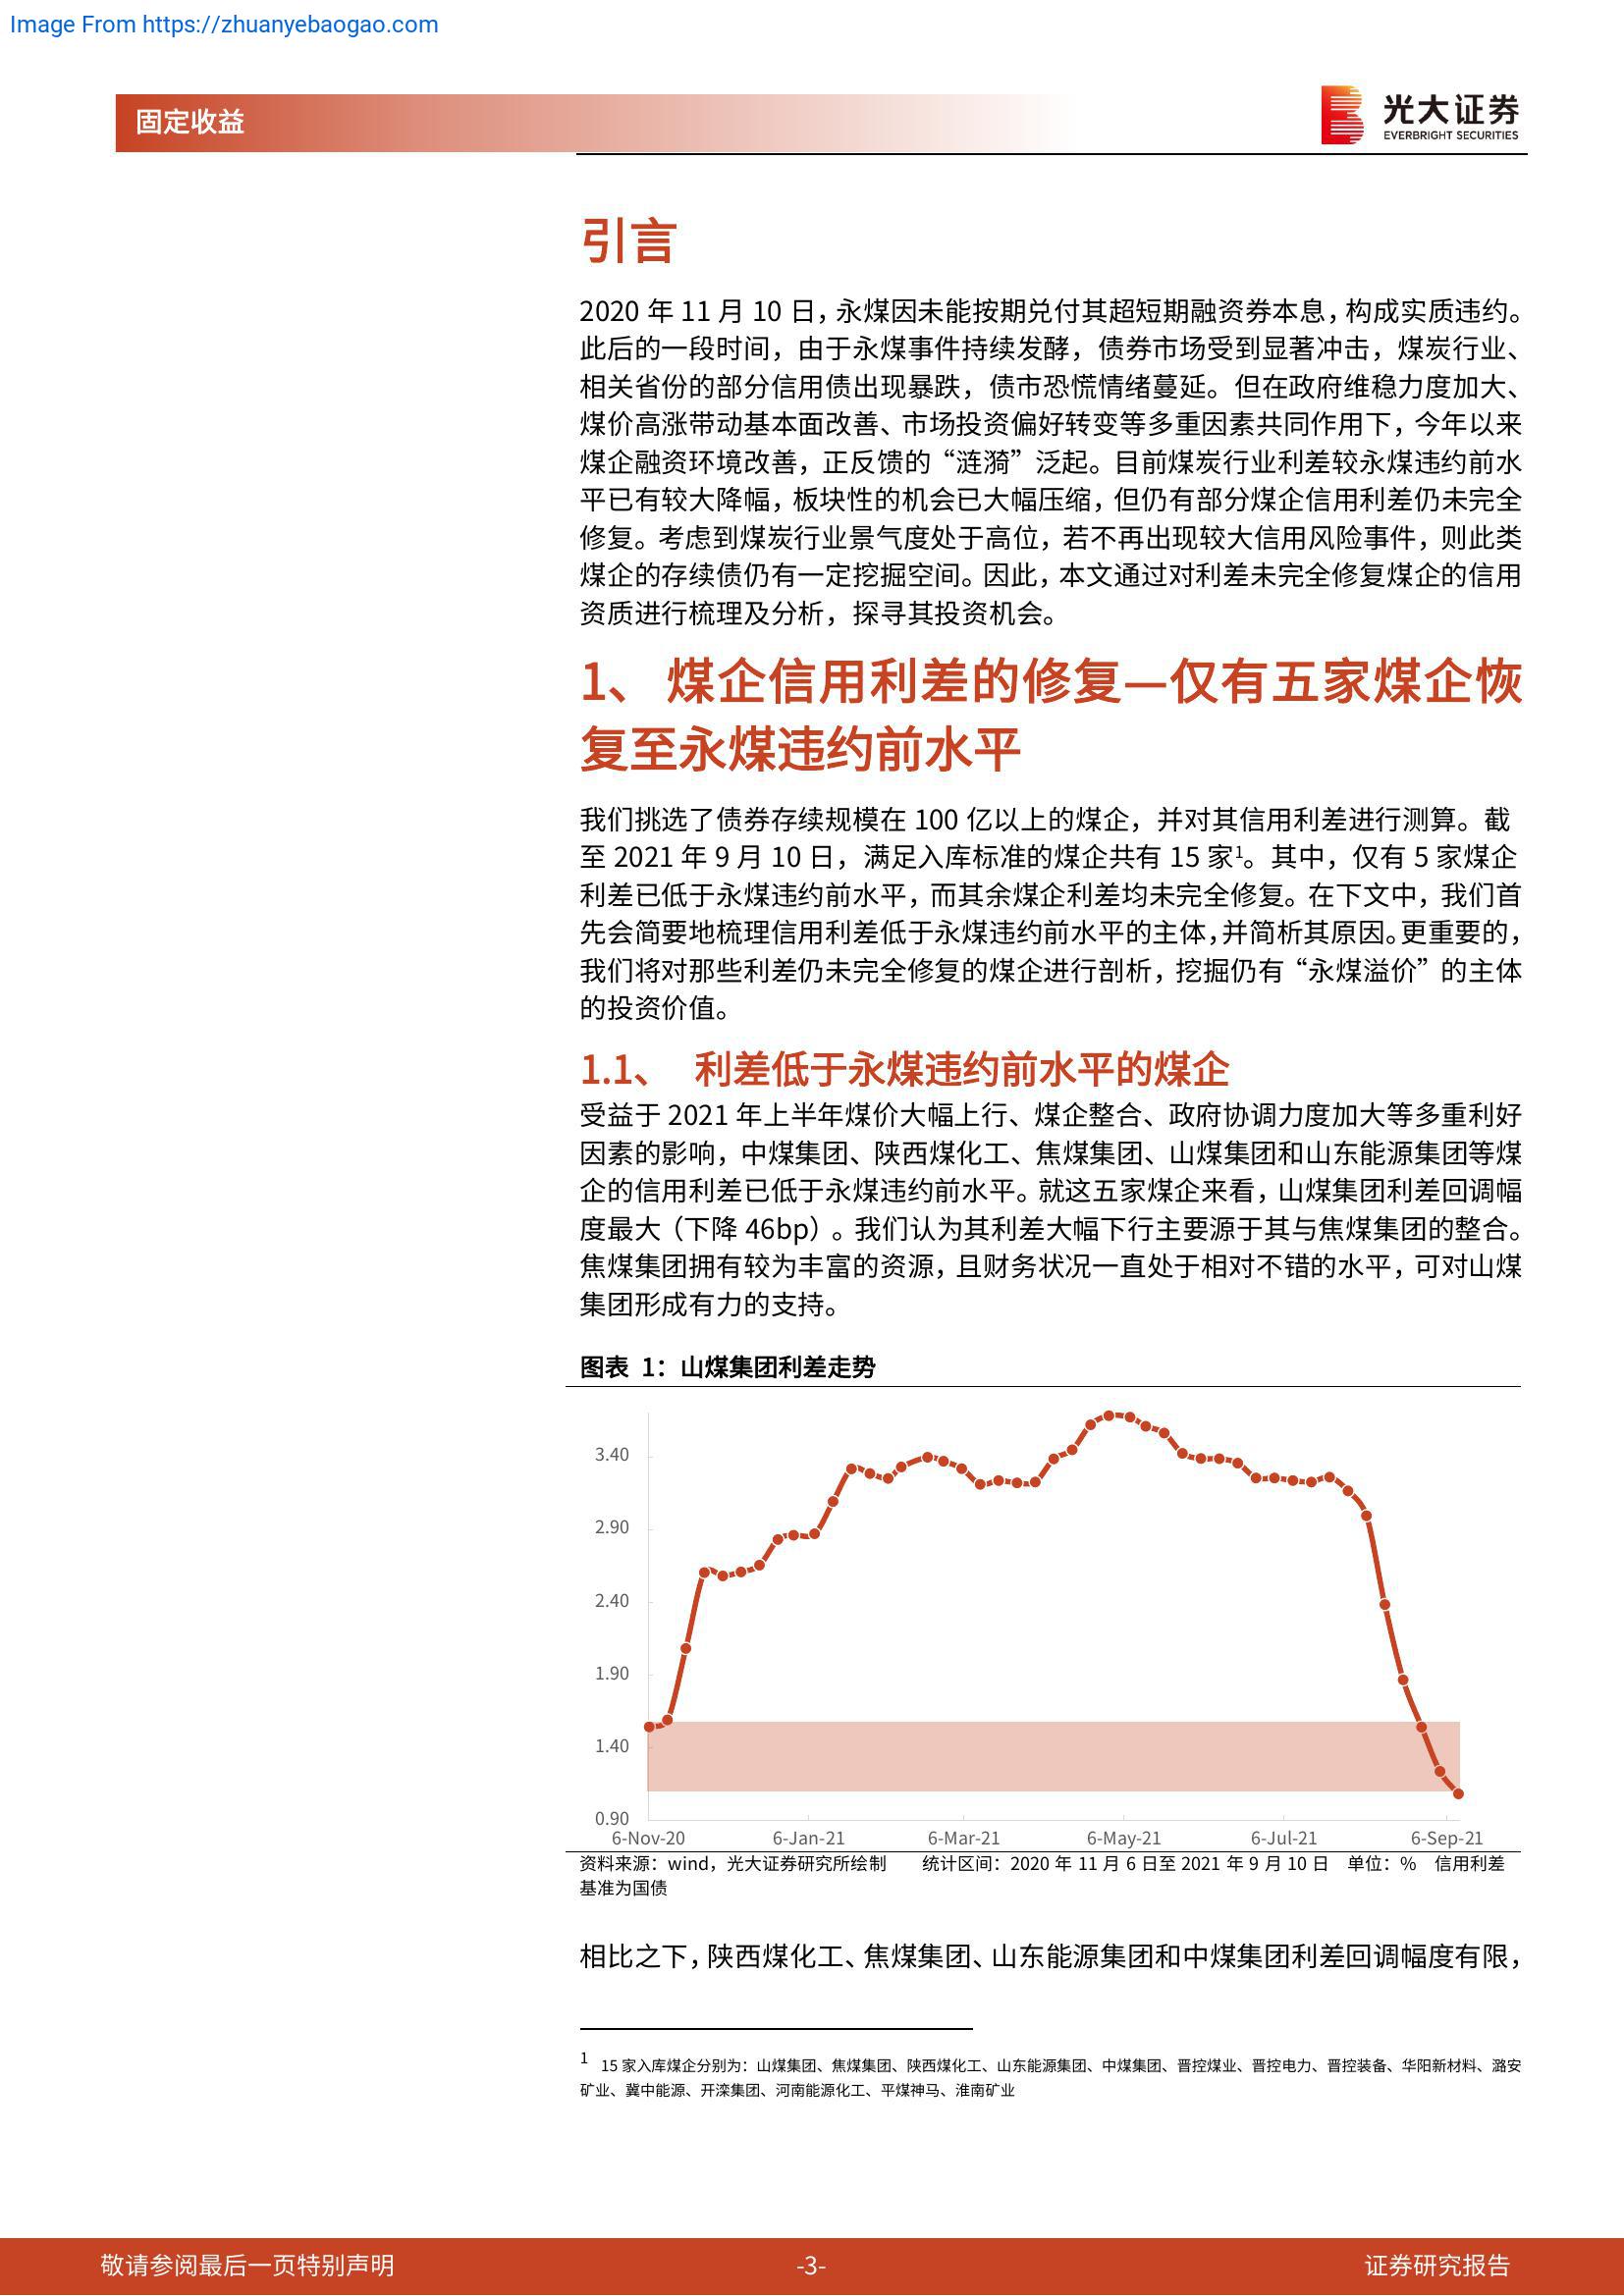 Image From https://zhuanyebaogao.com
固定收益
光大证券
EVERBRIGHT SECURITIES
引言
2020 年 11 月 10 日，永煤因未能按期兑付其超短期融资券本息，构成实质违约。
此后的一段时间，由于永煤事件持续发酵，债券市场受到显著冲击，煤炭行业、
相关省份的部分信用债出现暴跌，债市恐慌情绪蔓延。但在政府维稳力度加大、
煤价高涨带动基本面改善、市场投资偏好转变等多重因素共同作用下，今年以来
煤企融资环境改善，正反馈的“涟漪”泛起。目前煤炭行业利差较永煤违约前水
平已有较大降幅，板块性的机会已大幅压缩，但仍有部分煤企信用利差仍未完全
修复。考虑到煤炭行业景气度处于高位，若不再出现较大信用风险事件，则此类
煤企的存续债仍有一定挖掘空间。因此，本文通过对利差未完全修复煤企的信用
资质进行梳理及分析，探寻其投资机会。
1、 煤企信用利差的修复—仅有五家煤企恢
复至永煤违约前水平
我们挑选了债券存续规模在 100 亿以上的煤企，并对其信用利差进行测算。截
至 2021 年 9 月 10 日，满足入库标准的煤企共有 15 家1。其中，仅有 5 家煤企
利差已低于永煤违约前水平，而其余煤企利差均未完全修复。在下文中，我们首
先会简要地梳理信用利差低于永煤违约前水平的主体，并简析其原因。更重要的，
我们将对那些利差仍未完全修复的煤企进行剖析，挖掘仍有“永煤溢价”的主体
的投资价值。
1.1、 利差低于永煤违约前水平的煤企
受益于 2021 年上半年煤价大幅上行、煤企整合、政府协调力度加大等多重利好
因素的影响，中煤集团、陕西煤化工、焦煤集团、山煤集团和山东能源集团等煤
企的信用利差已低于永煤违约前水平。就这五家煤企来看，山煤集团利差回调幅
度最大（下降 46bp）。我们认为其利差大幅下行主要源于其与焦煤集团的整合。
焦煤集团拥有较为丰富的资源，且财务状况一直处于相对不错的水平，可对山煤
集团形成有力的支持。
图表 1：山煤集团利差走势
3.40
2.90
2.40
1.90
1.40
0.90
6-Nov-20 6-Jan-21 6-Mar-21 6-May-21 6-Jul-21 6-Sep-21
资料来源：wind，光大证券研究所绘制 统计区间：2020 年 11 月 6 日至 2021 年 9 月 10 日 单位：% 信用利差
基准为国债
相比之下，陕西煤化工、焦煤集团、山东能源集团和中煤集团利差回调幅度有限，
1 15 家入库煤企分别为：山煤集团、焦煤集团、陕西煤化工、山东能源集团、中煤集团、晋控煤业、晋控电力、晋控装备、华阳新材料、潞安
矿业、冀中能源、开滦集团、河南能源化工、平煤神马、淮南矿业
敬请参阅最后一页特别声明
-3-
证券研究报告